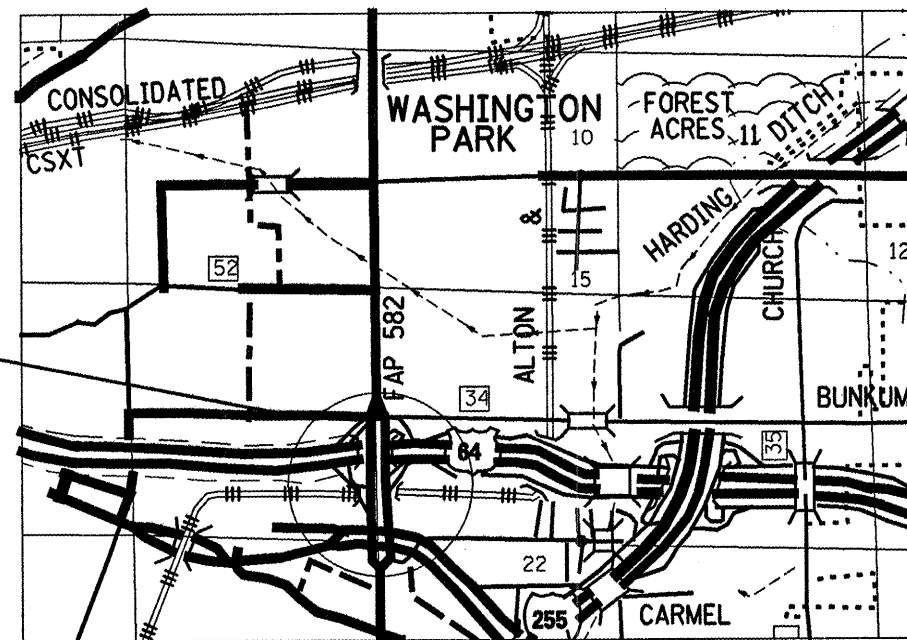 CONSOLIDATED
CSXT
WASHINGTON
PARK
10
FOREST
ACRES
11
DITCH
HARDING
&
52
15
12
CHURCH
ALTON
FAP 582
34
BUNKUM
64
35
22
255
CARMEL